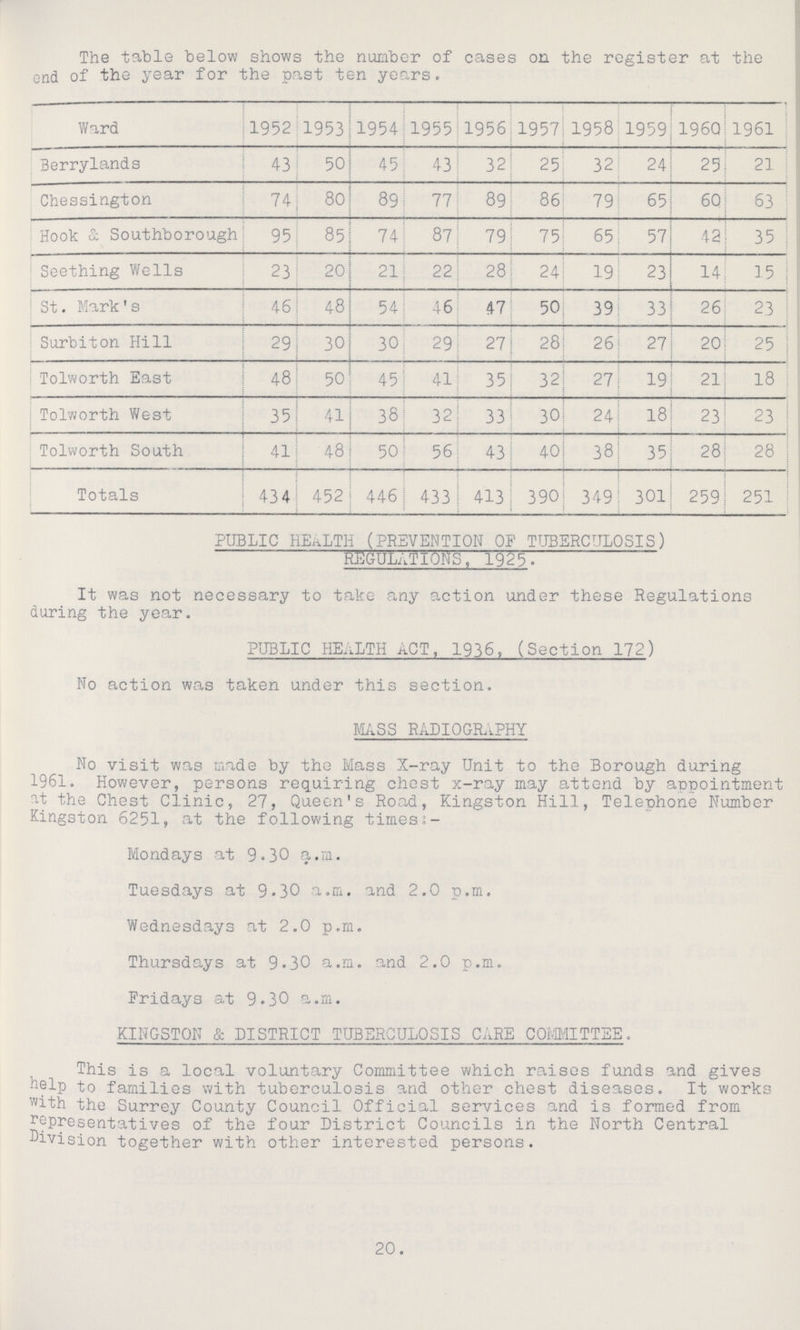 The table below shows the number of cases on the register at the
end of the year for the past ten years.
Ward 1952 1953 1954 1955 1956 1957 1958 1959 1960 1961
Berrylands 43 50 45 43 32 25 32 24 25 21
Chessington 74 80 89 77 89 86 79 65 60 63
Hook & Southborough 95 85 74 87 79 75 65 57 42 35
Seething Wells 23 20 21 22 28 24 19 23 14 15
St. Mark's 46 48 54 46 47 50 39 33 26 23
Surbiton Hill 29 30 30 29 27 28 26 27 20 25
Tolworth East 48 50 45 41 35 32 27 19 21 18
Tolworth West 35 41 38 32 33 30 24 18 23 23
Tolworth South 41 48 50 56 43 40 38 35 28 28
Totals 434 452 446 433 413 390 349 301 259 251
PUBLIC HEALTH (PREVENTION OF TUBERCULOSIS)
REGULATIONS, 1925.
It was not necessary to take any action under these Regulations
during the year.
PUBLIC HEALTH ACT, 1936, (Section 172)
No action was taken under this section.
MASS RADIOGRAPHY
No visit was made by the Mass X-ray Unit to the Borough during
1961. However, persons requiring chest x-ray may attend by appointment
at the Chest Clinic, 27, Queen's Road, Kingston Hill, Telephone Number
Kingston 6251, at the following times:-
Mondays at 9.30 a.m.
Tuesdays at 9.30 a.m. and 2.0 p.m.
Wednesdays at 2.0 p.m.
Thursdays at 9.30 a.m. and 2.0 p.m.
Fridays at 9.30 a.m.
KINGSTON & DISTRICT TUBERCULOSIS CARE COMMITTEE.
This is a local voluntary Committee which raises funds and gives
help to families with tuberculosis and other chest diseases. It works
with the Surrey County Council Official services and is formed from
representatives of the four District Councils in the North Central
Division together with other interested persons.
20.